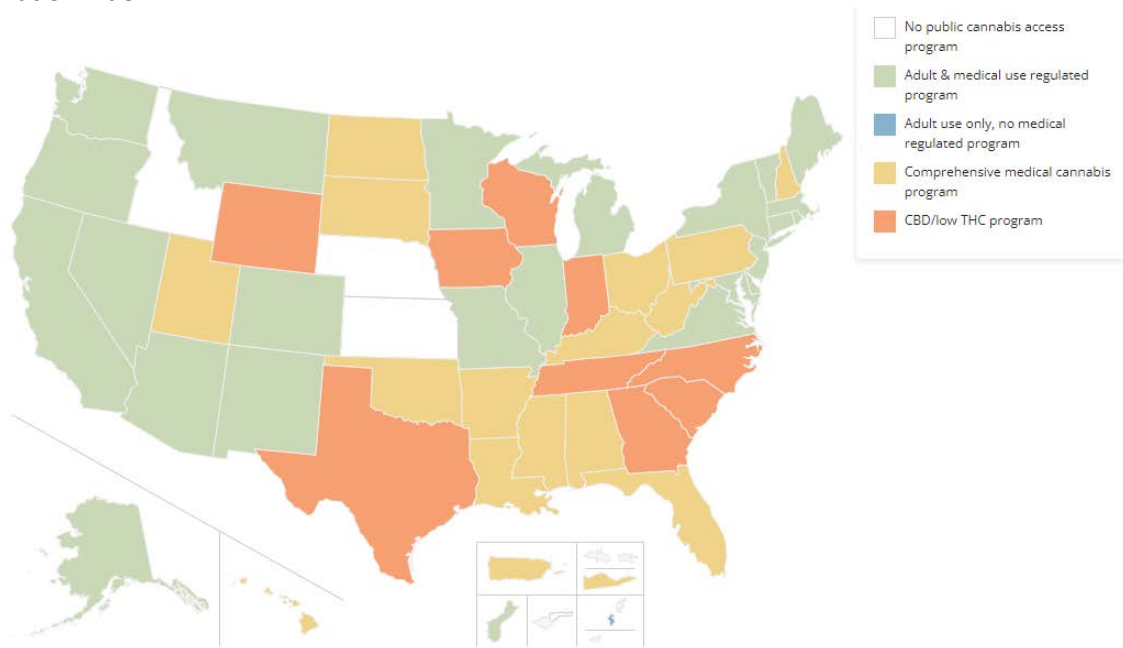 No public cannabis access
program
Adult & medical use regulated
program
Adult use only, no medical
regulated program
Comprehensive medical cannabis
program
CBD/low THC program